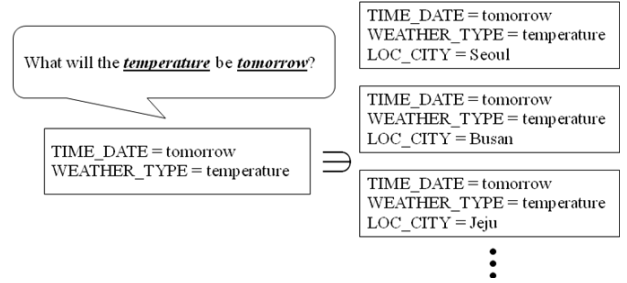 What will the temperature be tomorrow?
TIME_DATE = tomorrow
WEATHER_TYPE = temperature
∋
TIME_DATE = tomorrow
WEATHER_TYPE = temperature
LOC_CITY = Seoul
TIME_DATE = tomorrow
WEATHER_TYPE = temperature
LOC_CITY = Busan
TIME_DATE = tomorrow
WEATHER_TYPE = temperature
LOC_CITY = Jeju